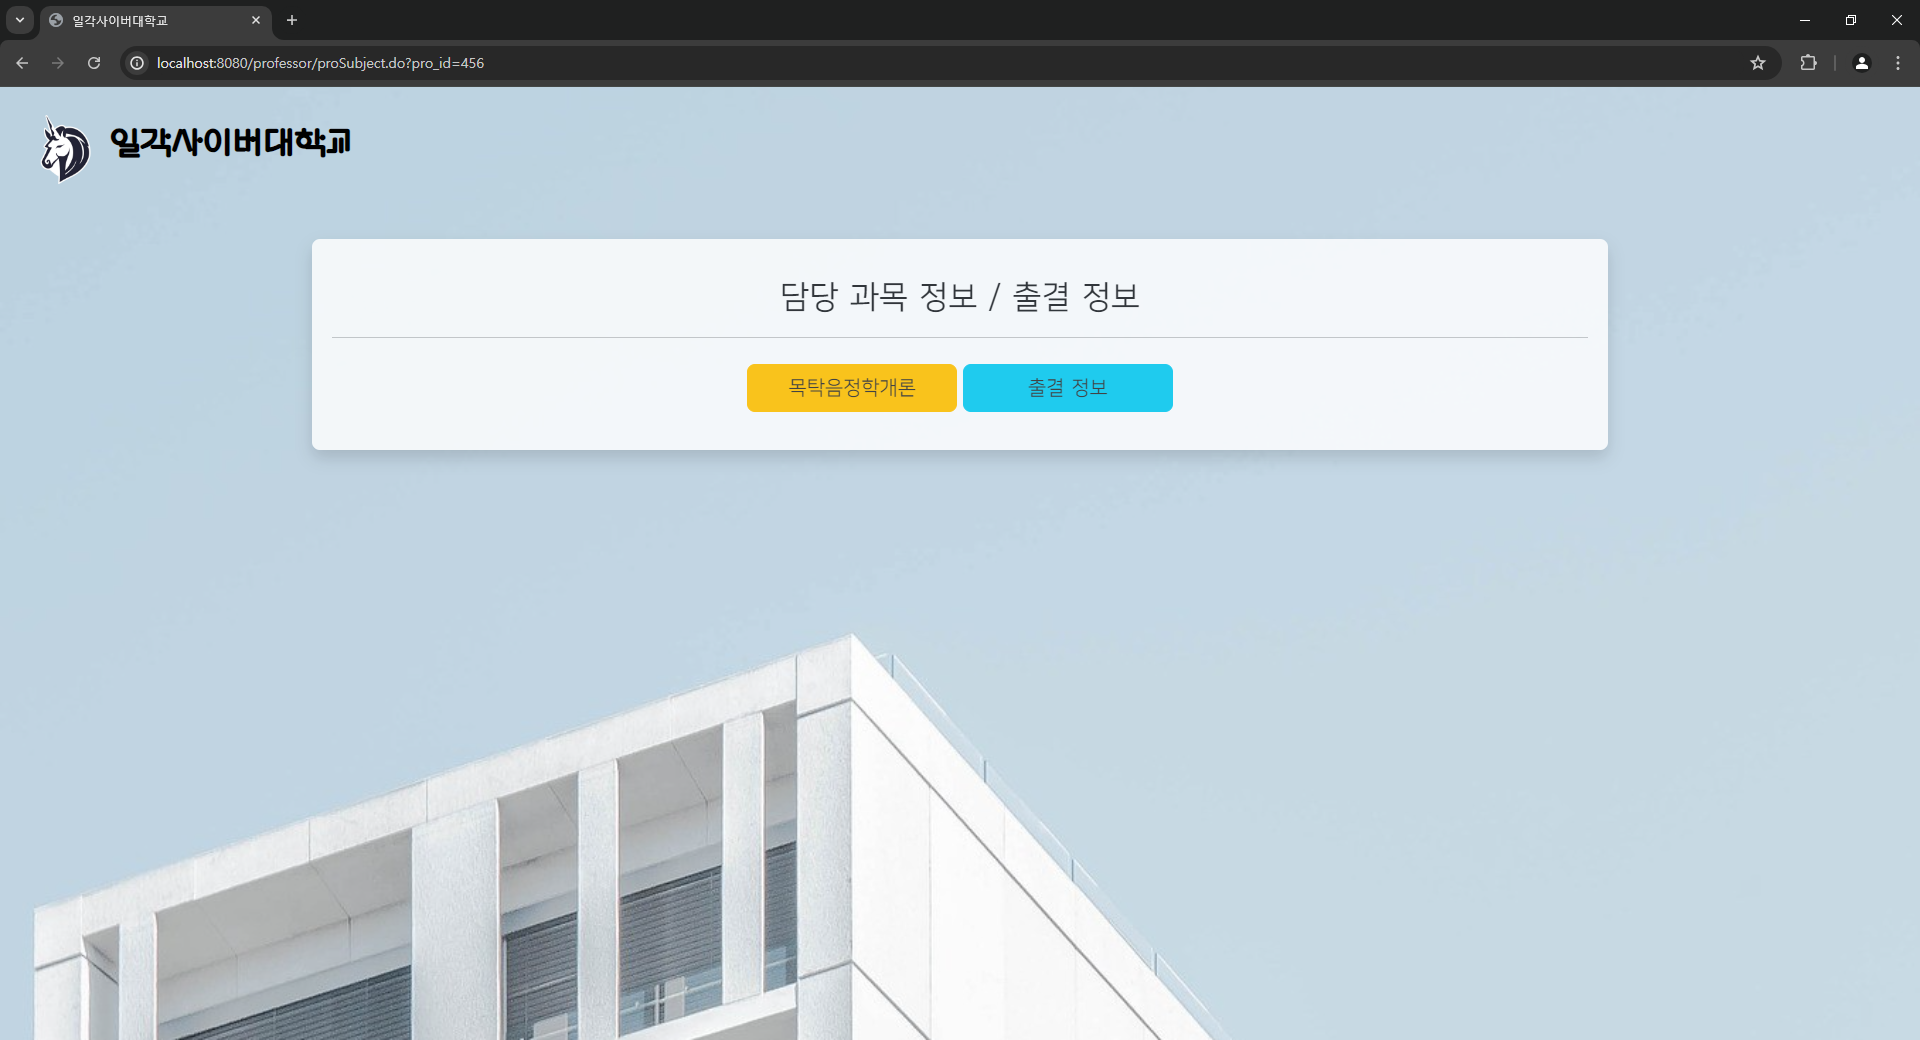 일각사이버대학교
localhost:8080/professor/proSubject.do?pro_id=456
일각사이버대학교
담당 과목 정보 / 출결 정보
목탁음정학개론
출결 정보